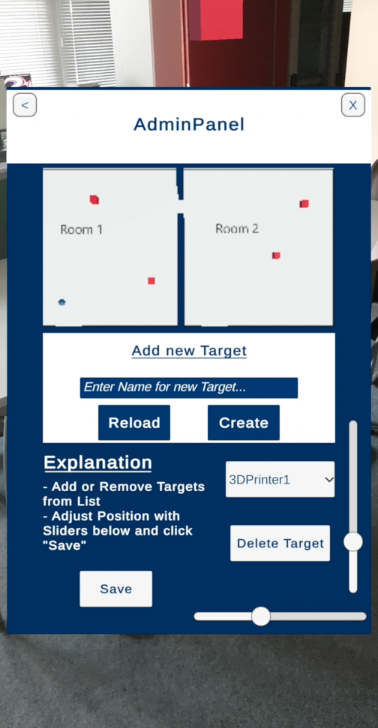 <
X
AdminPanel
Room 1
Room 2
Add new Target
Enter Name for new Target...
Reload
Create
Explanation
- Add or Remove Targets
from List
- Adjust Position with
Sliders below and click
"Save"
3DPrinter1
Delete Target
Save